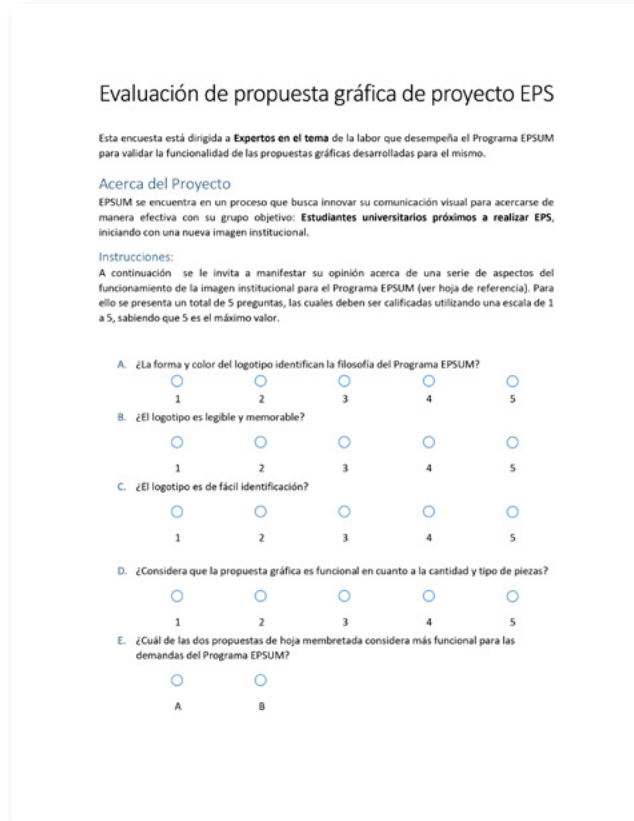 Evaluación de propuesta gráfica de proyecto EPS
Esta encuesta está dirigida a Expertos en el tema de la labor que desempeña el Programa EPSUM
para validar la funcionalidad de las propuestas gráficas desarrolladas para el mismo.
Acerca del Proyecto
EPSUM se encuentra en un proceso que busca innovar su comunicación visual para acercarse de
manera efectiva con su grupo objetivo: Estudiantes universitarios próximos a realizar EPS,
iniciando con una nueva imagen institucional.
Instrucciones:
A continuación se le invita a manifestar su opinión acerca de una serie de aspectos del
funcionamiento de la imagen institucional para el Programa EPSUM (ver hoja de referencia). Para
ello se presenta un total de 5 preguntas, las cuales deben ser calificadas utilizando una escala de 1
a 5, sabiendo que 5 es el máximo valor.
A. ¿La forma y color del logotipo identifican la filosofía del Programa EPSUM?
1 2 3 4 5
B. ¿El logotipo es legible y memorable?
1 2 3 4 5
C. ¿El logotipo es de fácil identificación?
1 2 3 4 5
D. ¿Considera que la propuesta gráfica es funcional en cuanto a la cantidad y tipo de piezas?
1 2 3 4 5
E. ¿Cuál de las dos propuestas de hoja membretada considera más funcional para las
demandas del Programa EPSUM?
A B